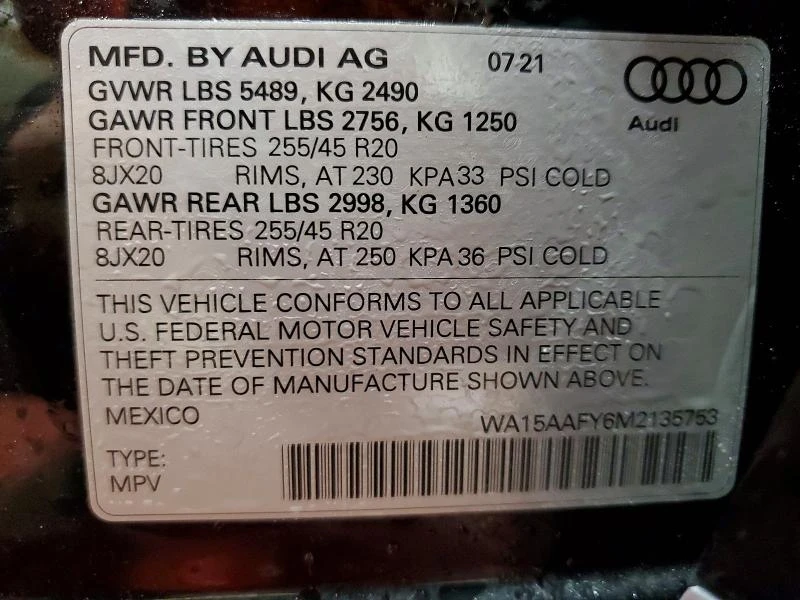 MFD. BY AUDI AG 07.21
Audi
GVWR LBS 5489, KG 2490
GAWR FRONT LBS 2756, KG 1250
FRONT-TIRES 255/45 R20
8JX20 RIMS, AT 230 KPA 33 PSI COLD
GAWR REAR LBS 2998, KG 1360
REAR-TIRES 255/45 R20
8JX20 RIMS, AT 250 KPA 36 PSI COLD
THIS VEHICLE CONFORMS TO ALL APPLICABLE
U.S. FEDERAL MOTOR VEHICLE SAFETY AND
THEFT PREVENTION STANDARDS IN EFFECT ON
THE DATE OF MANUFACTURE SHOWN ABOVE.
MEXICO WA15AAFY6M2135753
TYPE:
MPV